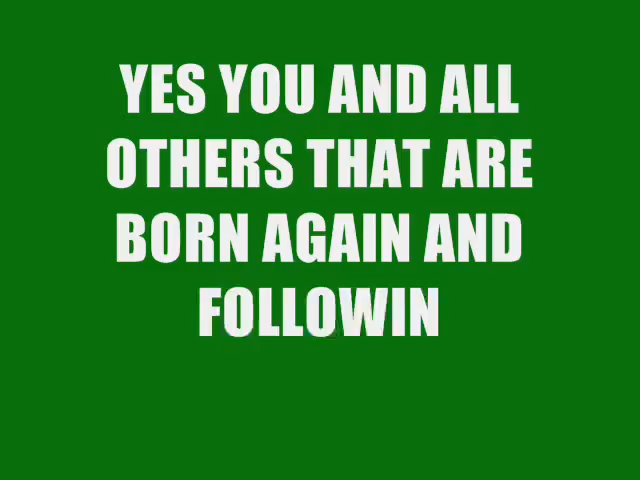 YES YOU AND ALL
OTHERS THAT ARE
BORN AGAIN AND
FOLLOWIN